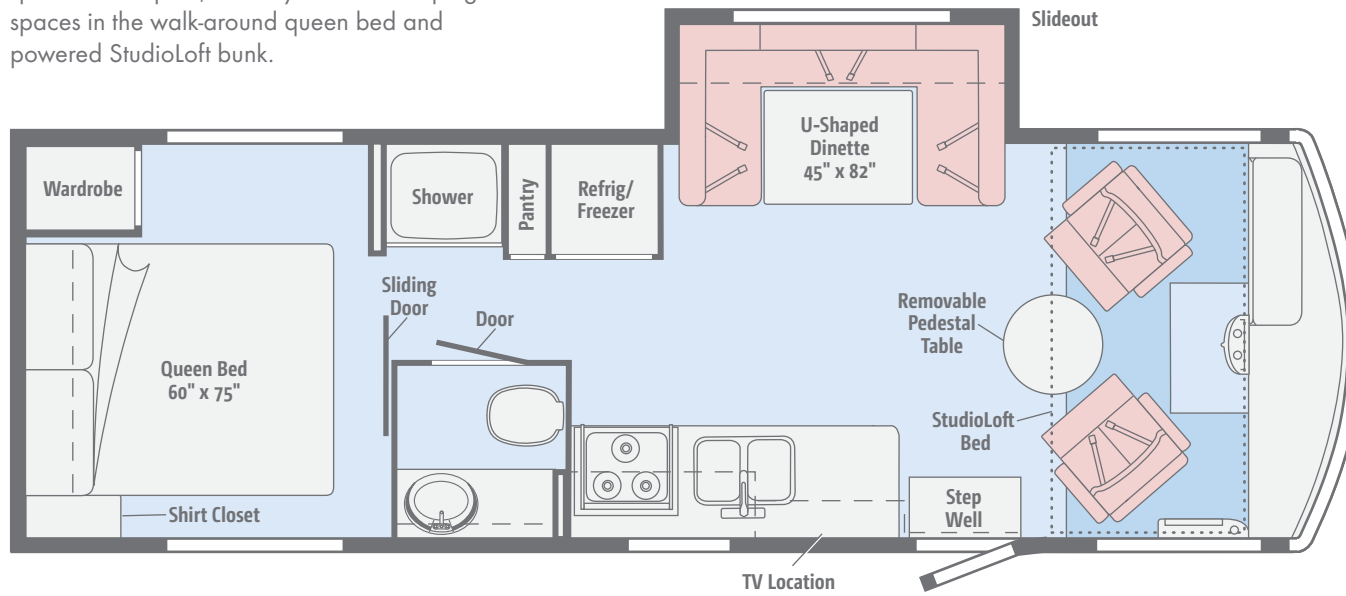 spaces in the walk-around queen bed and
powered StudioLoft bunk.
Slideout
U-Shaped
Dinette
45" x 82"
Wardrobe
Shower
Pantry
Refrig/
Freezer
Sliding
Door
Door
Removable
Pedestal
Table
Queen Bed
60" x 75"
StudioLoft
Bed
Shirt Closet
Step
Well
TV Location